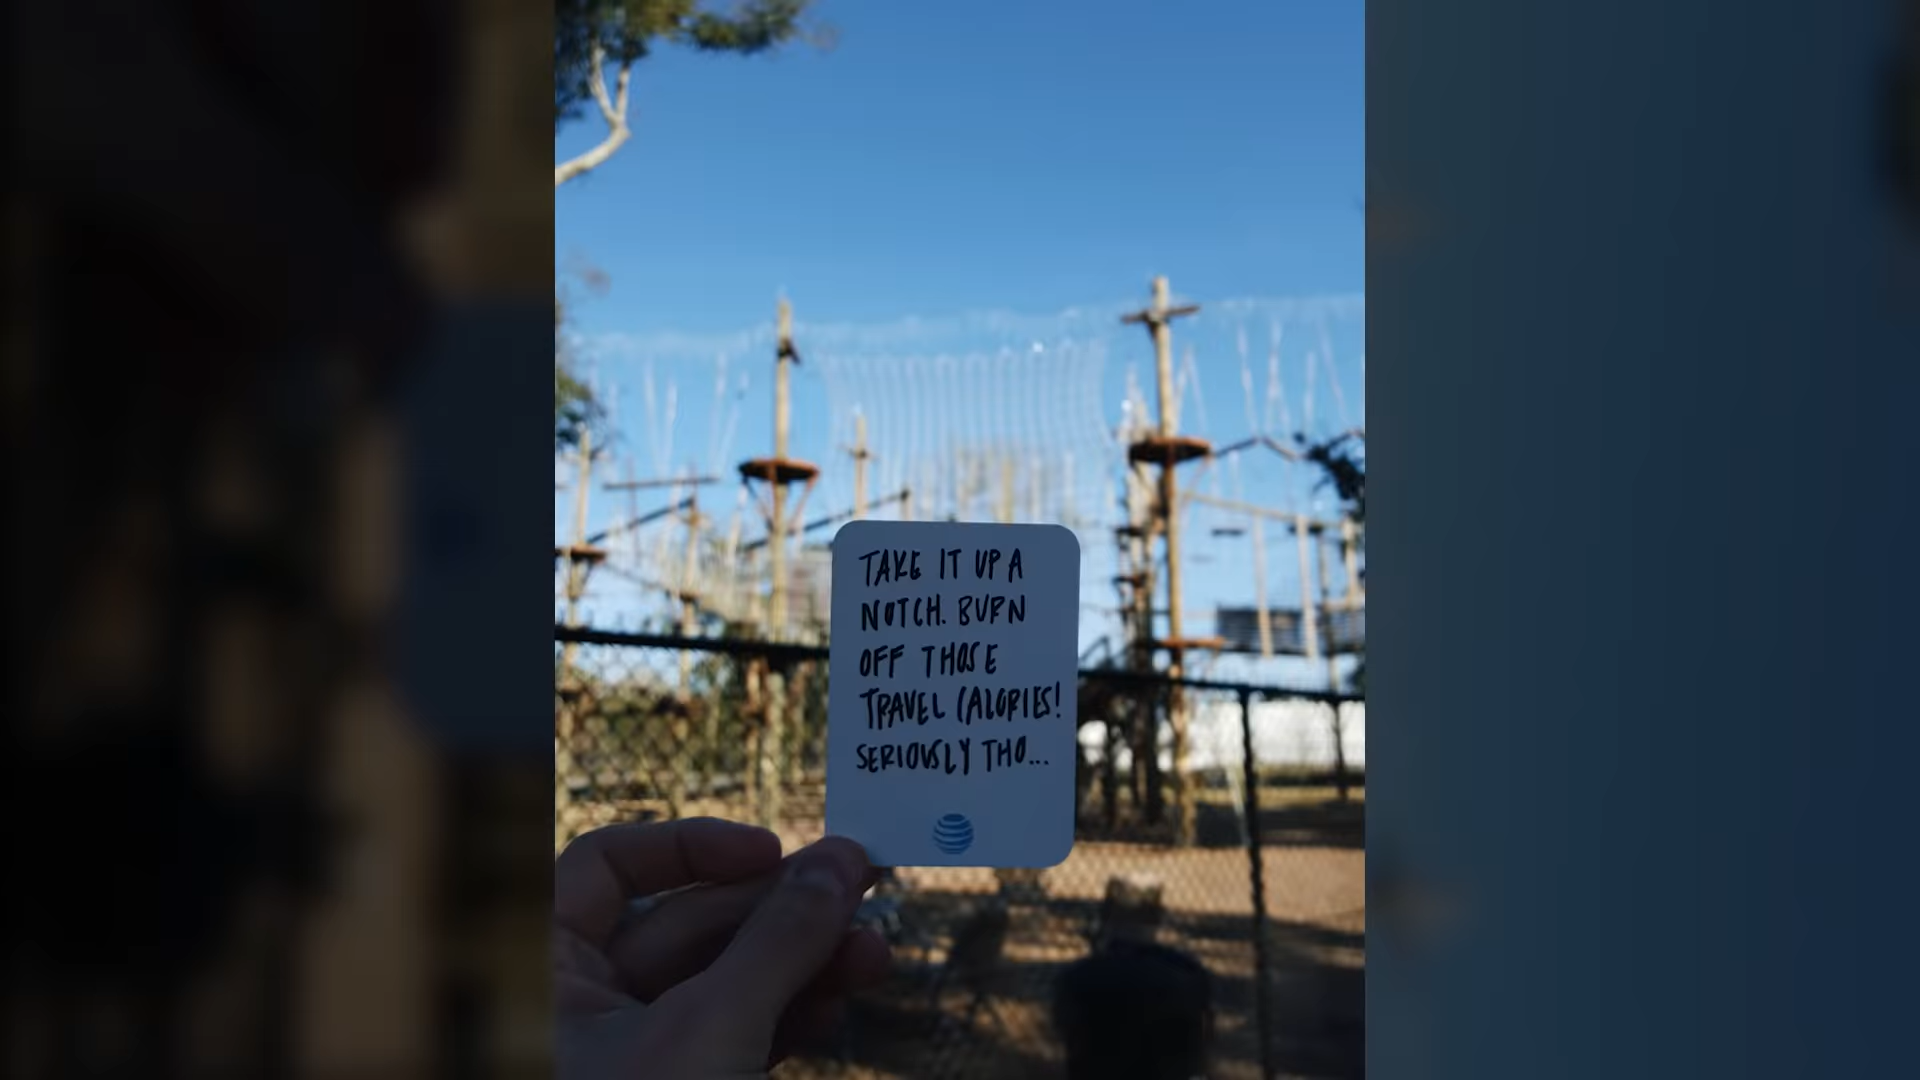 TAKE IT UP A
NOTCH. BURN
OFF THOSE
TRAVEL CALORIES!
SERIOUSLY THO...